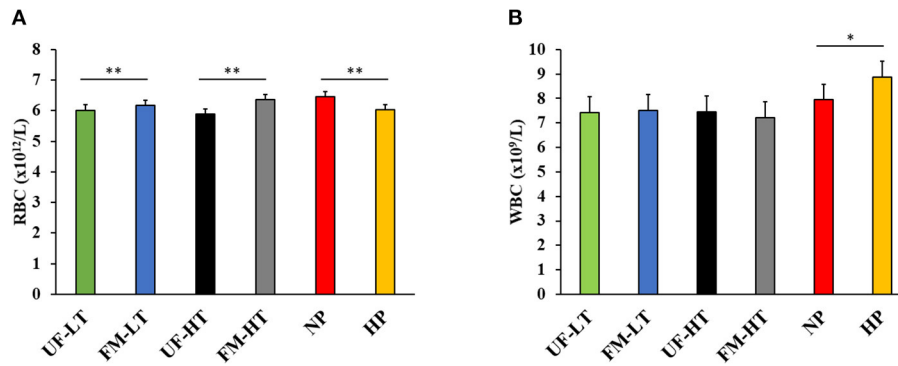 A
RBC (x10¹²/L)
8
7
6
5
4
3
2
1
0
**
**
**
UF-LT
FM-LT
UF-HT
FM-HT
NP
HP
B
WBC (x10⁹/L)
10
9
8
7
6
5
4
3
2
1
0
*
UF-LT
FM-LT
UF-HT
FM-HT
NP
HP